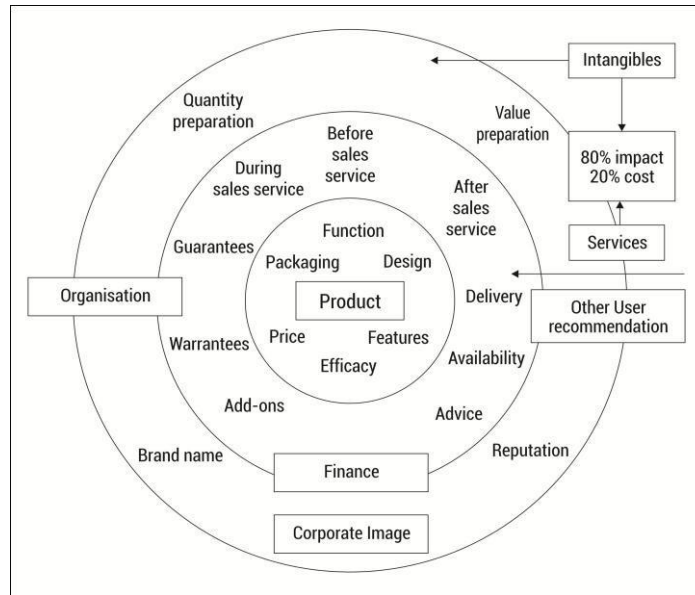 Intangibles
Quantity
preparation
Value
preparation
Before
sales
service
80% impact
20% cost
During
sales service
After
sales
service
Function
Guarantees
Services
Packaging
Design
Organisation
Product
Delivery
Other User
recommendation
Warrantees
Price
Features
Efficacy
Availability
Add-ons
Advice
Brand name
Finance
Reputation
Corporate Image